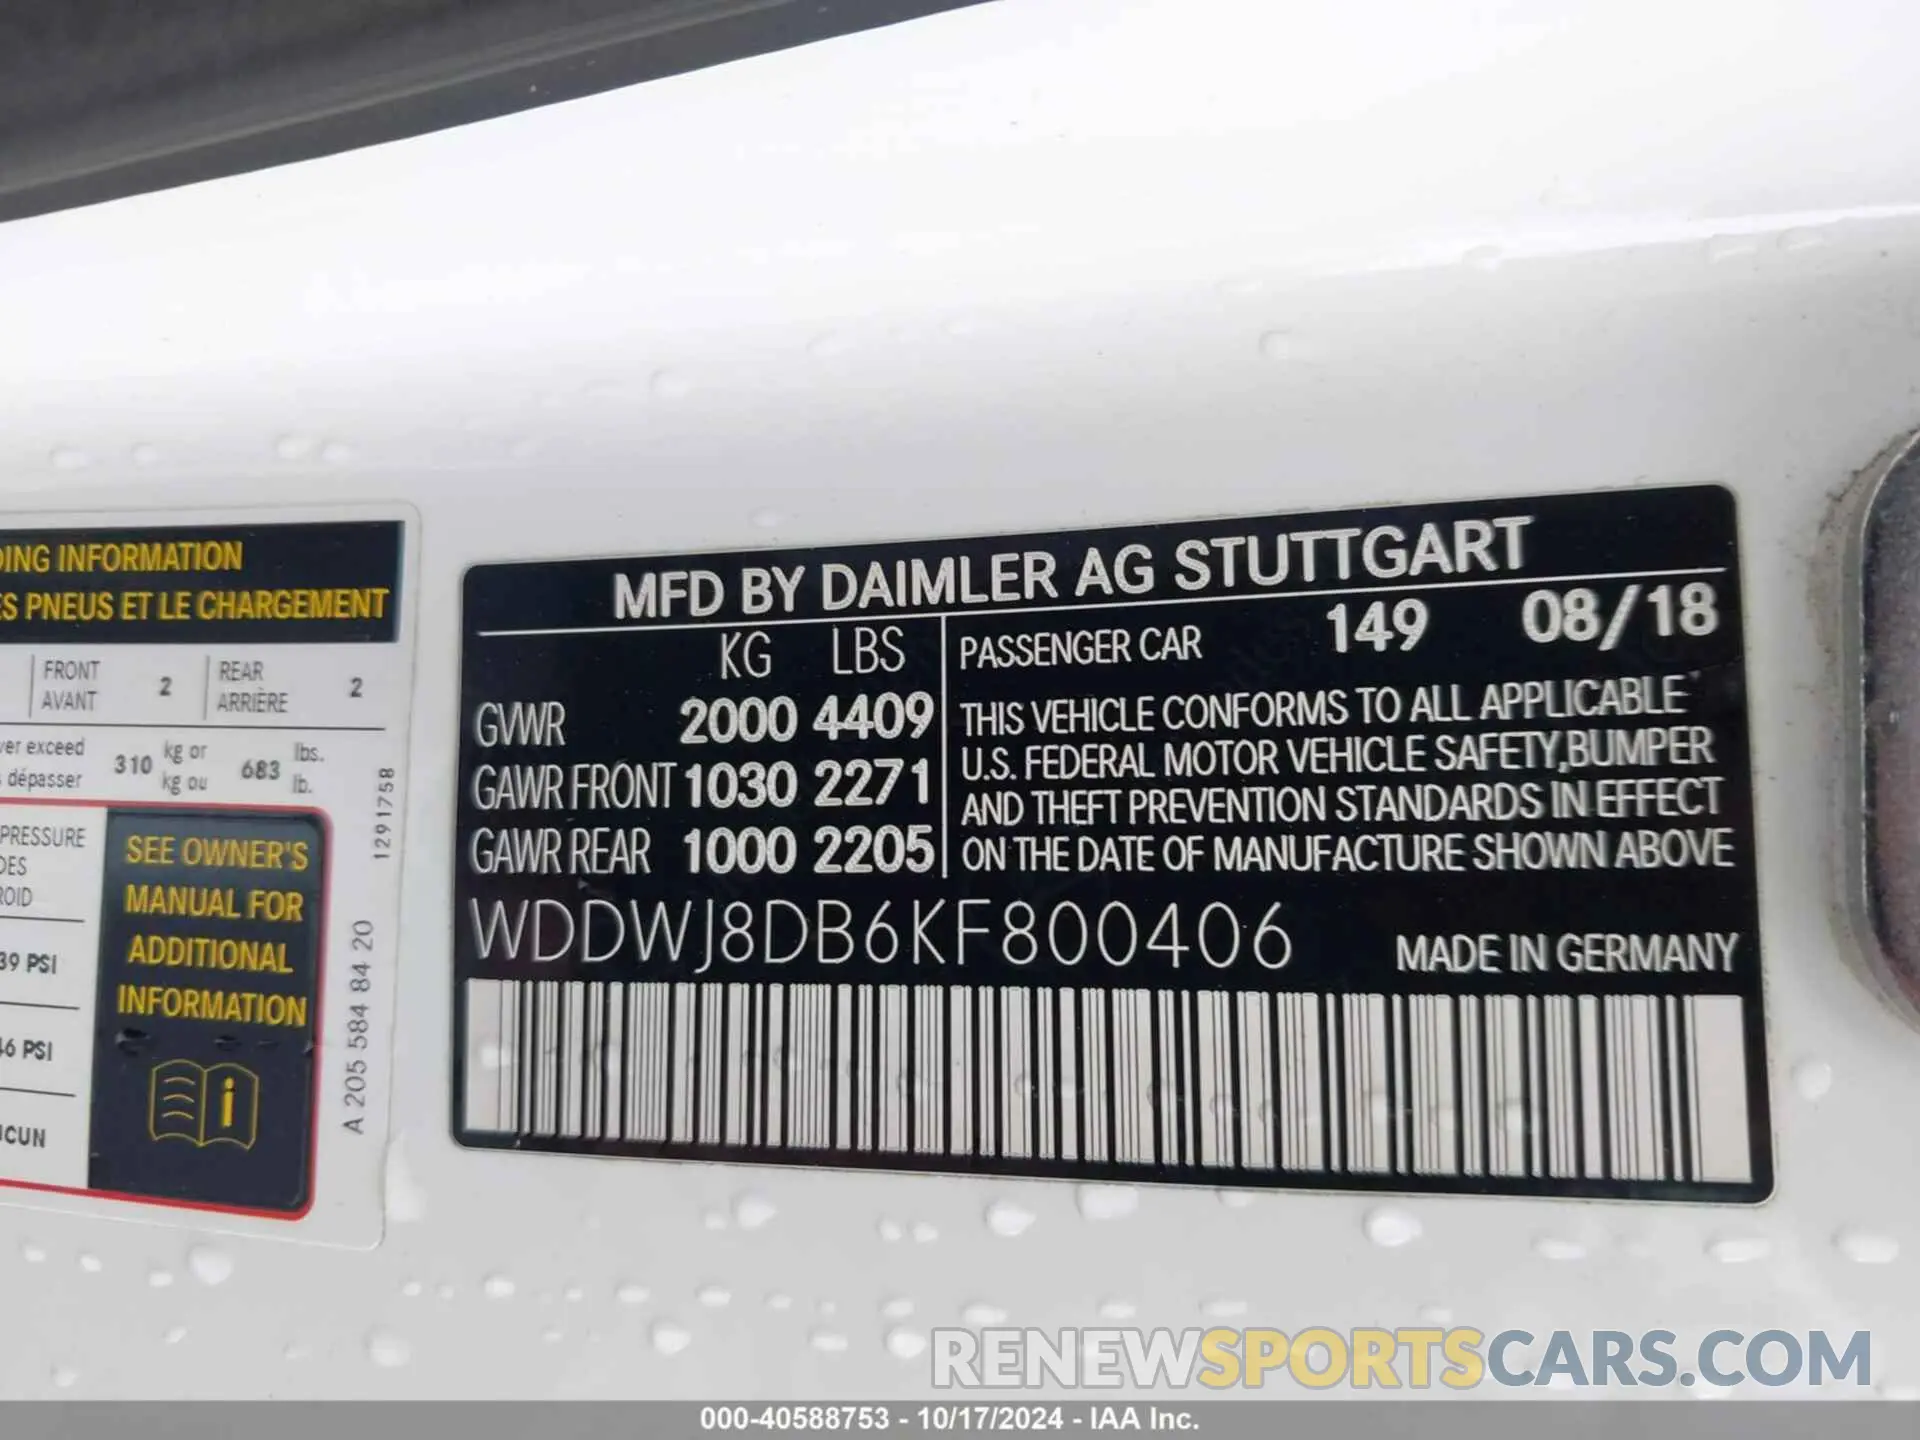 DING INFORMATION
ES PNEUS ET LE CHARGEMENT
FRONT
AVANT
2
REAR
ARRIÈRE
2
ver exceed
s dépasser
310
kg or
kg ou
683
lbs.
lb.
PRESSURE
DES
ROID
39 PSI
46 PSI
UCUN
SEE OWNER'S
MANUAL FOR
ADDITIONAL
INFORMATION
i
A 205 584 84 20
1291758
MFD BY DAIMLER AG STUTTGART
KG LBS
GVWR 2000 4409
GAWR FRONT 1030 2271
GAWR REAR 1000 2205
PASSENGER CAR 149 08/18
THIS VEHICLE CONFORMS TO ALL APPLICABLE
U.S. FEDERAL MOTOR VEHICLE SAFETY,BUMPER
AND THEFT PREVENTION STANDARDS IN EFFECT
ON THE DATE OF MANUFACTURE SHOWN ABOVE
WDDWJ8DB6KF800406
MADE IN GERMANY
RENEWSPORTSCARS.COM
000-40588753 - 10/17/2024 - IAA Inc.